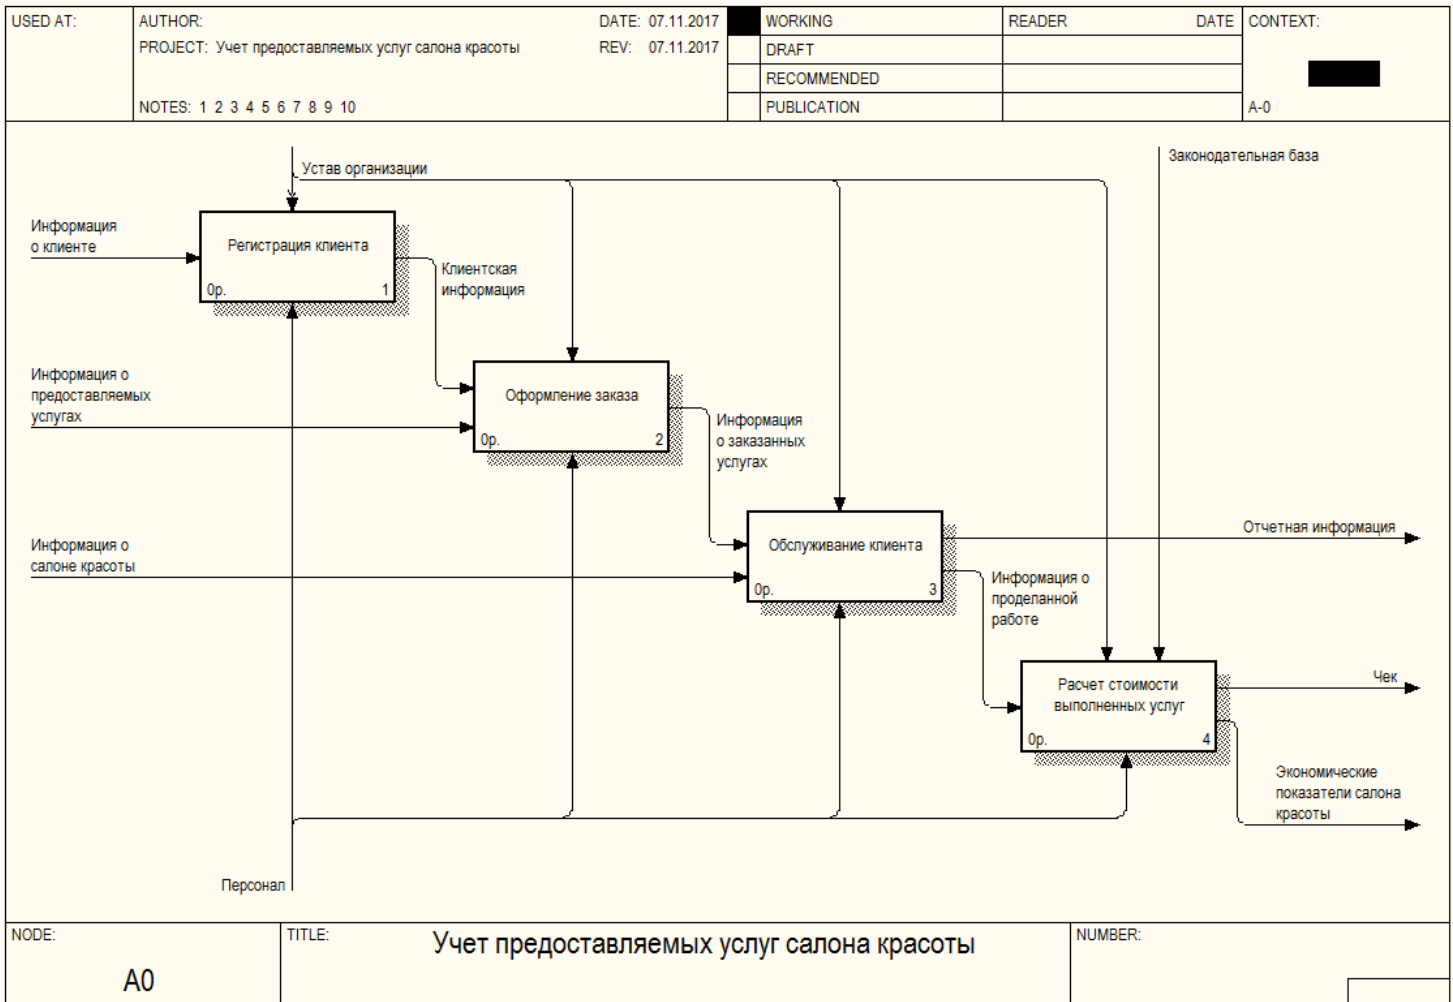 USED AT:
AUTHOR:
DATE: 07.11.2017
PROJECT: Учет предоставляемых услуг салона красоты
REV: 07.11.2017
NOTES: 1 2 3 4 5 6 7 8 9 10
WORKING
DRAFT
RECOMMENDED
PUBLICATION
READER
DATE
CONTEXT:
A-0
Устав организации
Законодательная база
Информация
о клиенте
Регистрация клиента
0р.
1
Клиентская
информация
Информация о
предоставляемых
услугах
Оформление заказа
0р.
2
Информация
о заказанных
услугах
Информация о
салоне красоты
Обслуживание клиента
0р.
3
Отчетная информация
Информация о
проделанной
работе
Расчет стоимости
выполненных услуг
0р.
4
Чек
Экономические
показатели салона
красоты
Персонал
NODE:
A0
TITLE:
Учет предоставляемых услуг салона красоты
NUMBER: